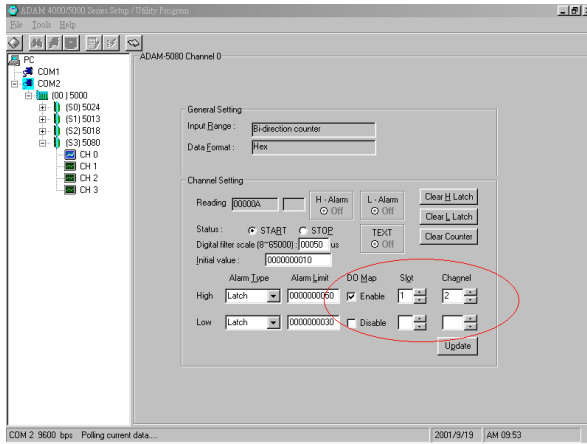 ADAM 4000/5000 Series Setup / Utility Program
File Tools Help
PC
COM1
COM2
(00 ) 5000
(S0) 5024
(S1) 5013
(S2) 5018
(S3) 5080
CH 0
CH 1
CH 2
CH 3
ADAM-5080 Channel 0
General Setting
Input Range : Bi-direction counter
Data Format : Hex
Channel Setting
Reading 00000A
H - Alarm
Off
L - Alarm
Off
Clear H Latch
Clear L Latch
Status : START STOP
TEXT
Off
Clear Counter
Digital filter scale (8~65000) : 00050 us
Initial value : 0000000010
Alarm Type Alarm Limit DO Map Slot Channel
High Latch 0000000050 Enable 1 2
Low Latch 0000000030 Disable
Update
COM 2 9600 bps Polling current data.... 2001/9/19 AM 09:53